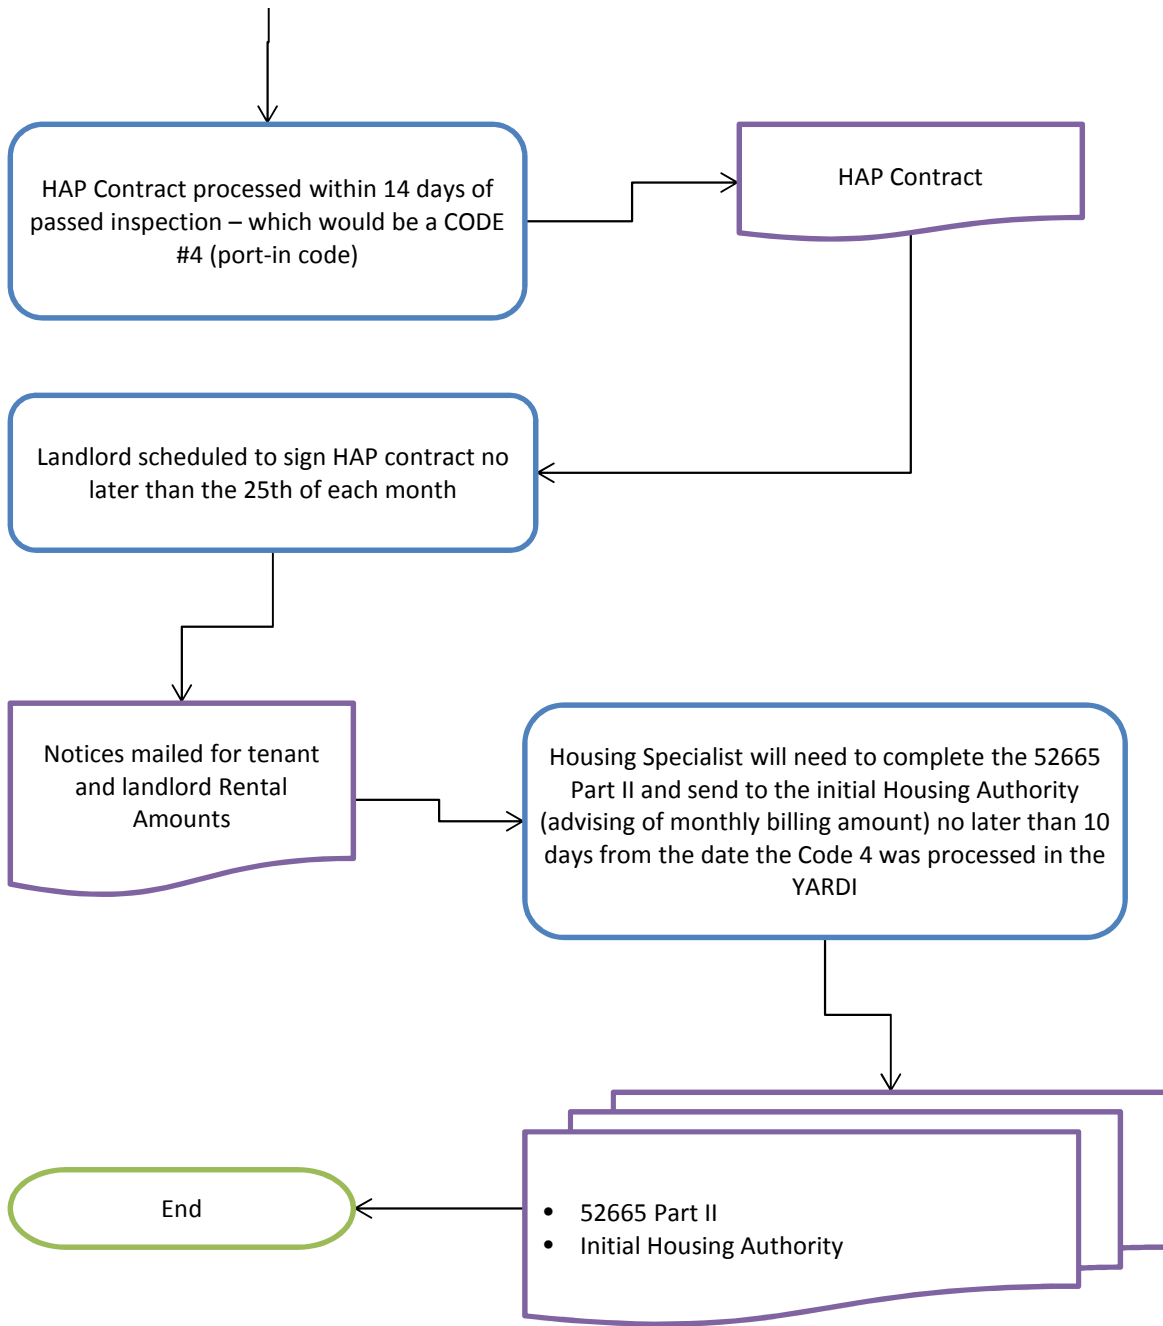 HAP Contract processed within 14 days of
passed inspection – which would be a CODE
#4 (port-in code)
HAP Contract
Landlord scheduled to sign HAP contract no
later than the 25th of each month
Notices mailed for tenant
and landlord Rental
Amounts
Housing Specialist will need to complete the 52665
Part II and send to the initial Housing Authority
(advising of monthly billing amount) no later than 10
days from the date the Code 4 was processed in the
YARDI
• 52665 Part II
• Initial Housing Authority
End